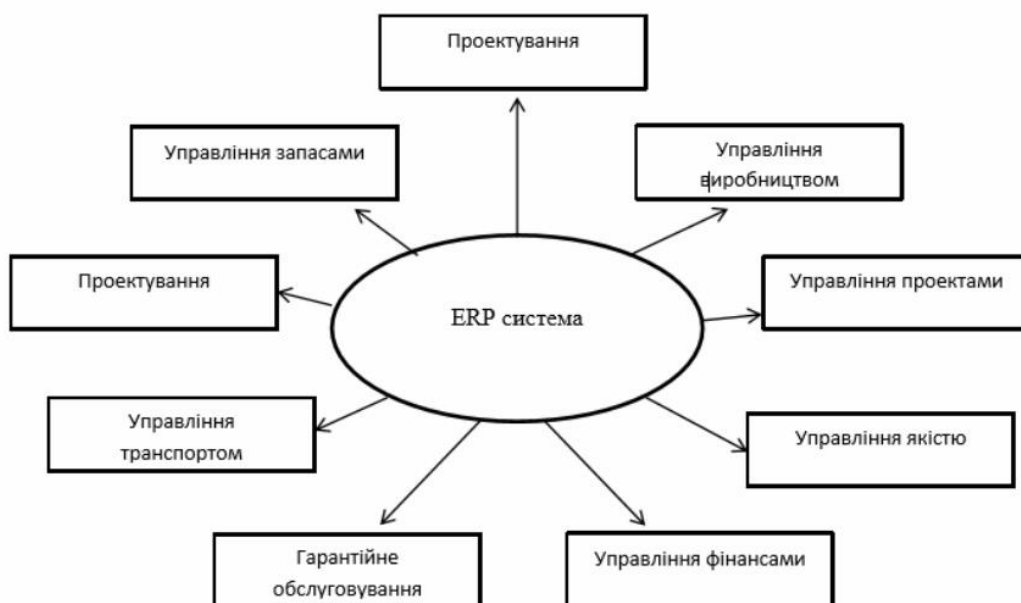 Проектування
Управління запасами
Управління
виробництвом
Проектування
ERP система
Управління проектами
Управління
транспортом
Управління якістю
Гарантійне
обслуговування
Управління фінансами